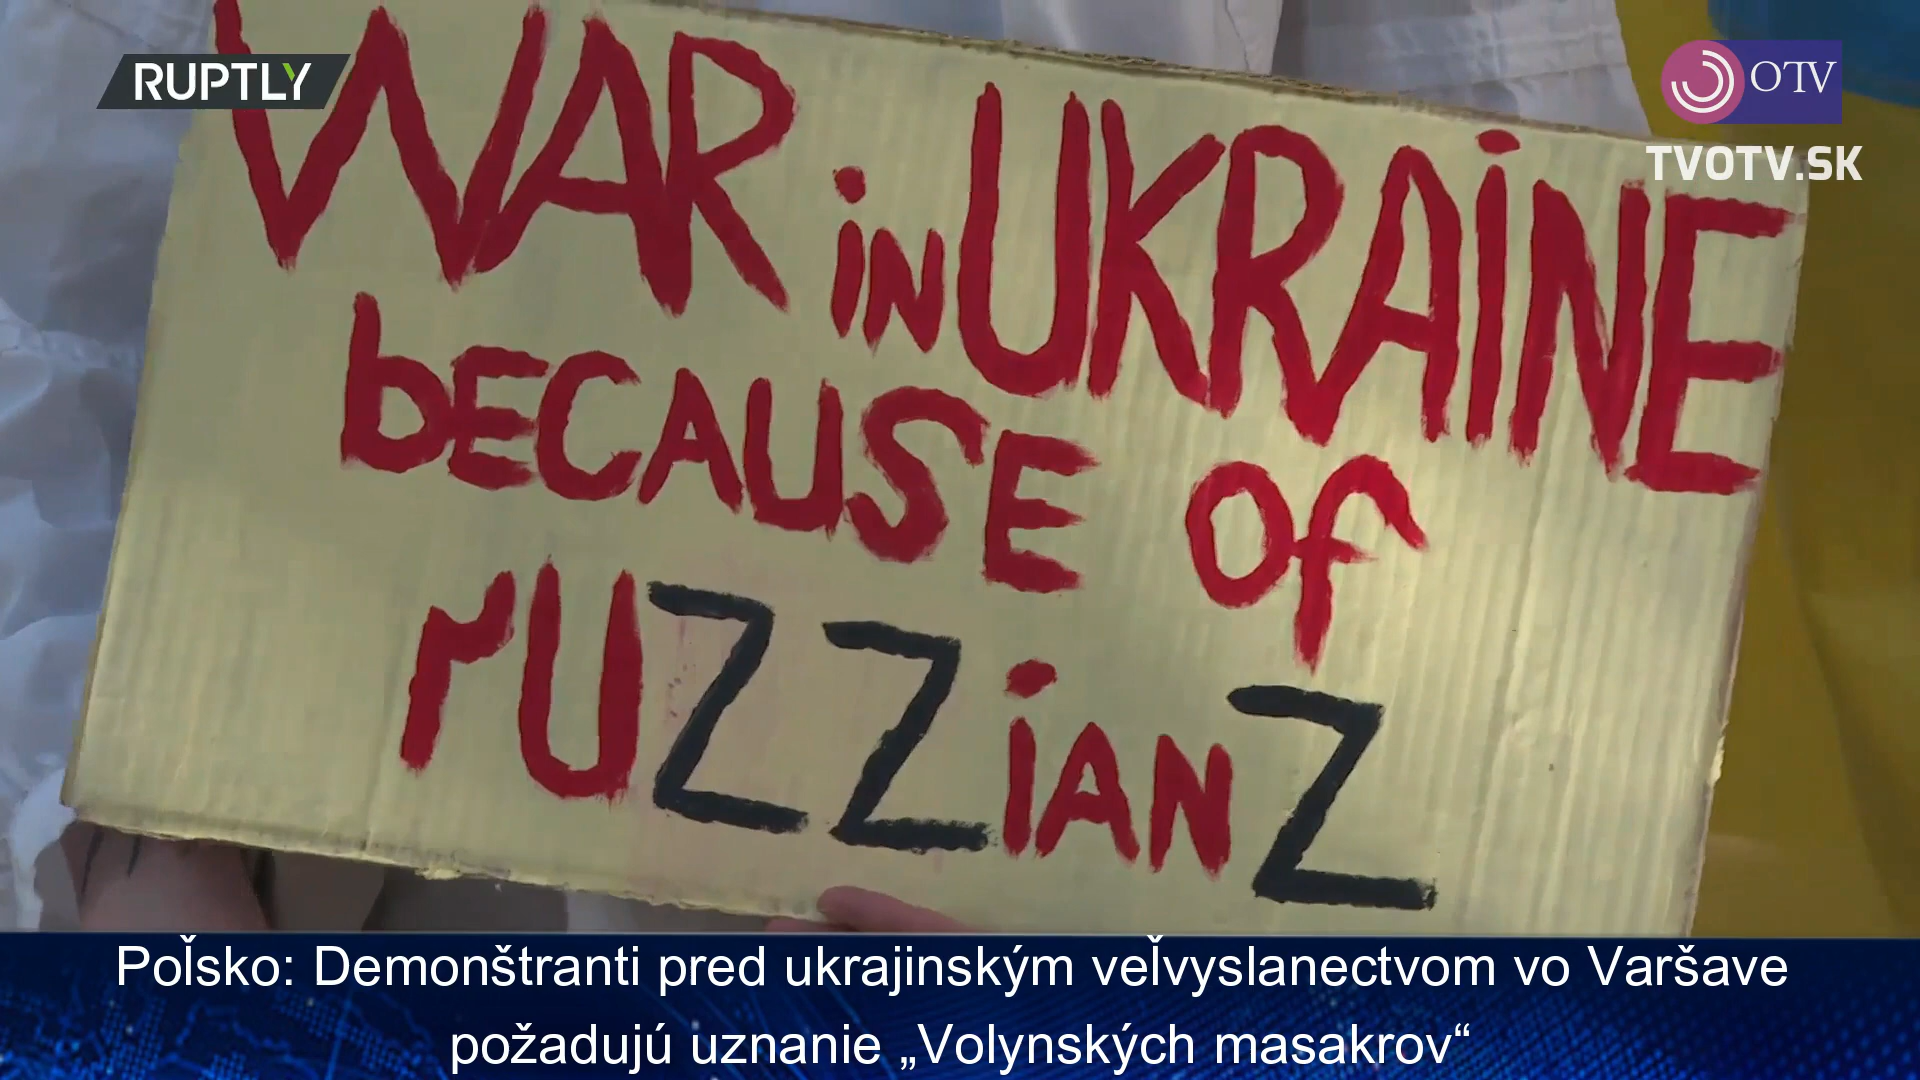 RUPTLY
OTV
TVOTV.SK
WAR iN UKRAiNE
bECAUSE Of
rUZZiANZ
Poľsko: Demonštranti pred ukrajinským veľvyslanectvom vo Varšave
požadujú uznanie „Volynských masakrov“